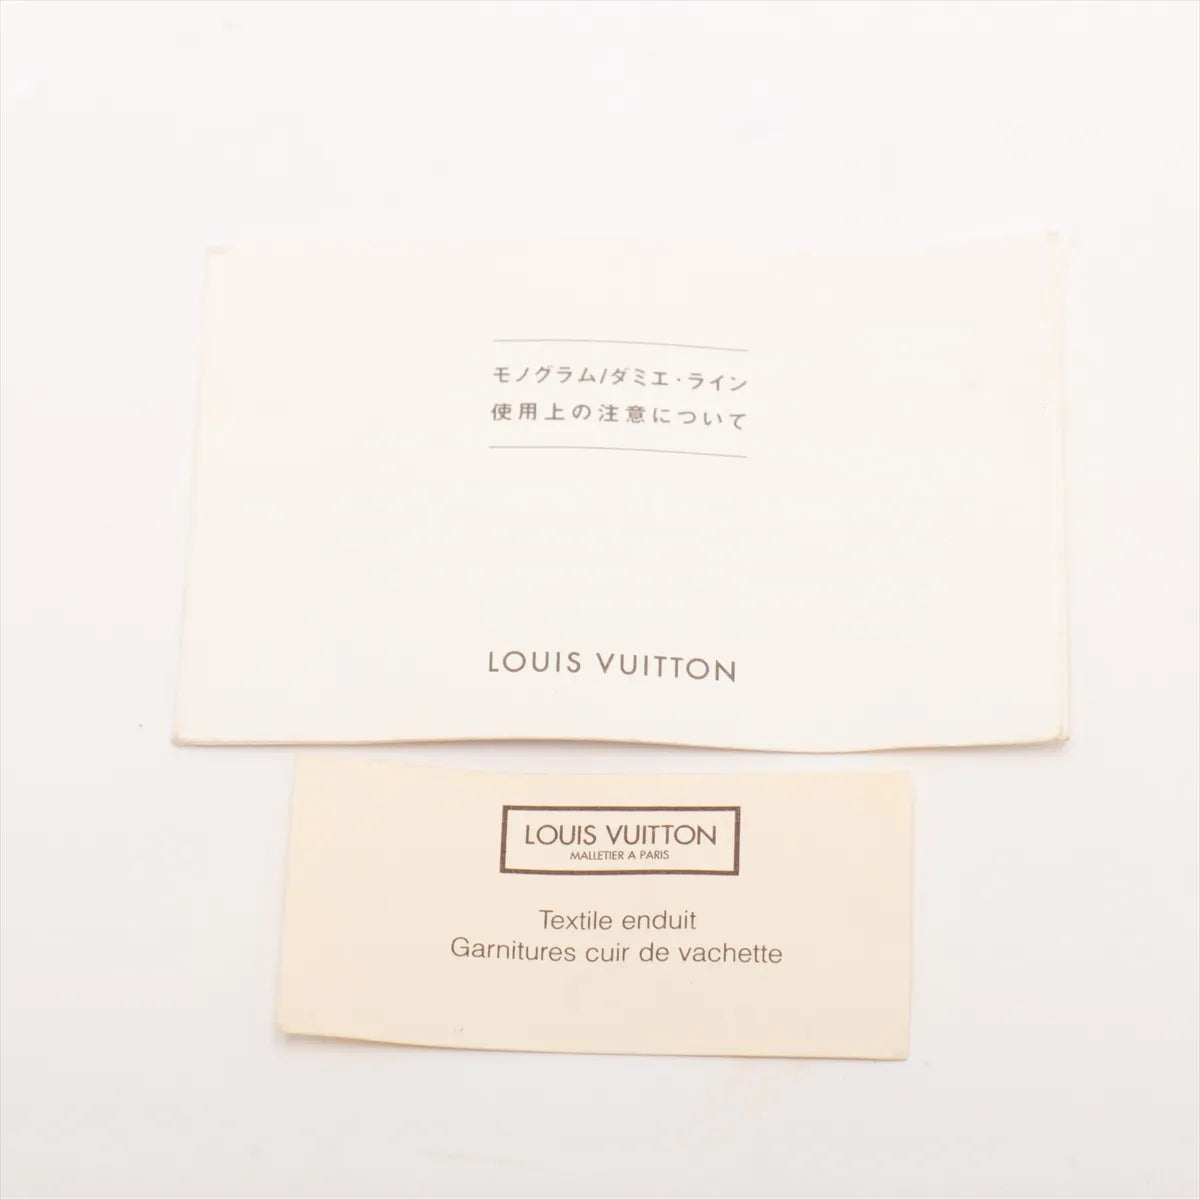 モノグラム/ダミエ・ライン
使用上の注意について
LOUIS VUITTON
LOUIS VUITTON
MALLETIER A PARIS
Textile enduit
Garnitures cuir de vachette